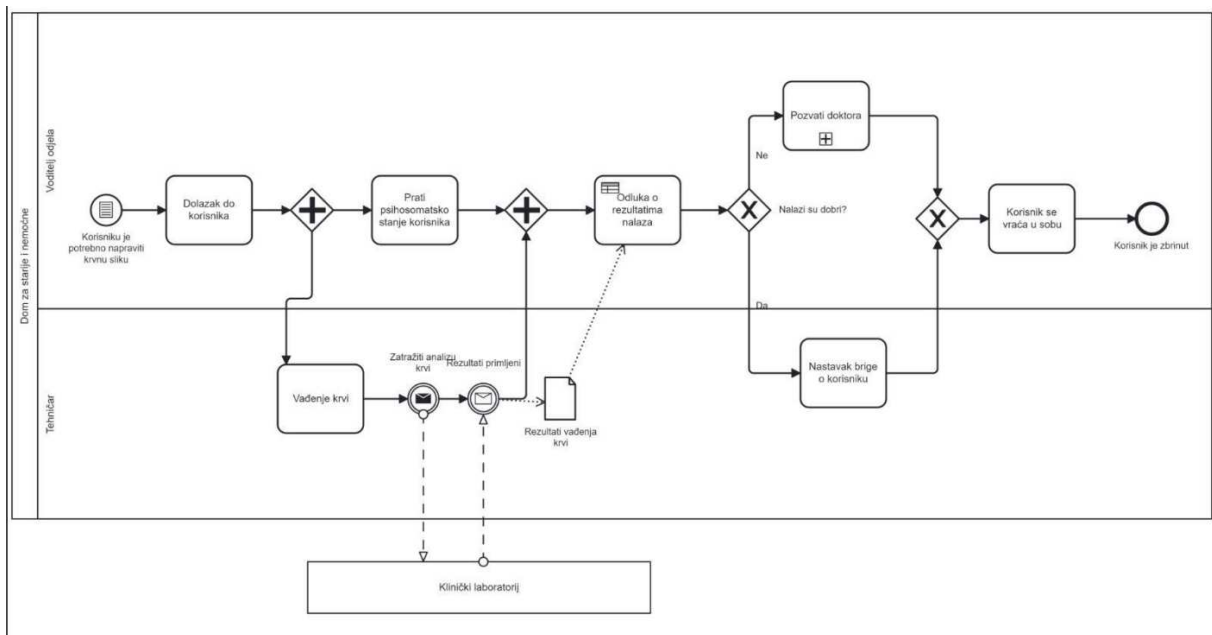 Dom za starije i nemoćne
Voditelj odjela
Korisniku je
potrebno napraviti
krvnu sliku
Dolazak do
korisnika
Prati
psihosomatsko
stanje korisnika
Odluka o
rezultatima
nalaza
Nalazi su dobri?
Ne
Pozvati doktora
Da
Korisnik se
vraća u sobu
Korisnik je zbrinut
Tehničar
Vađenje krvi
Zatražiti analizu
krvi
Rezultati primljeni
Rezultati vađenja
krvi
Nastavak brige
o korisniku
Klinički laboratorij